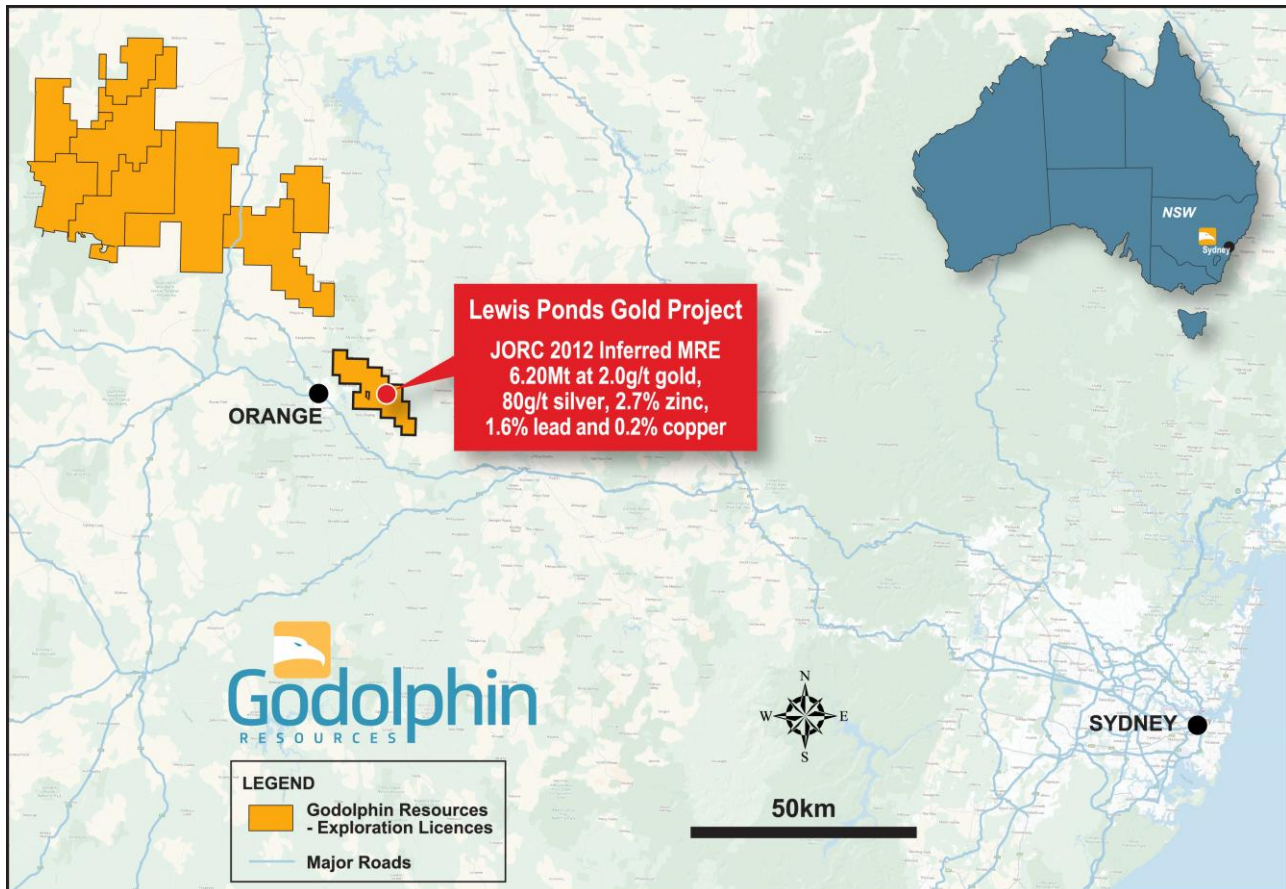 NSW
Sydney
Lewis Ponds Gold Project
JORC 2012 Inferred MRE
6.20Mt at 2.0g/t gold,
80g/t silver, 2.7% zinc,
1.6% lead and 0.2% copper
ORANGE
Godolphin
RESOURCES
N
W E
S
SYDNEY
50km
LEGEND
Godolphin Resources
- Exploration Licences
Major Roads